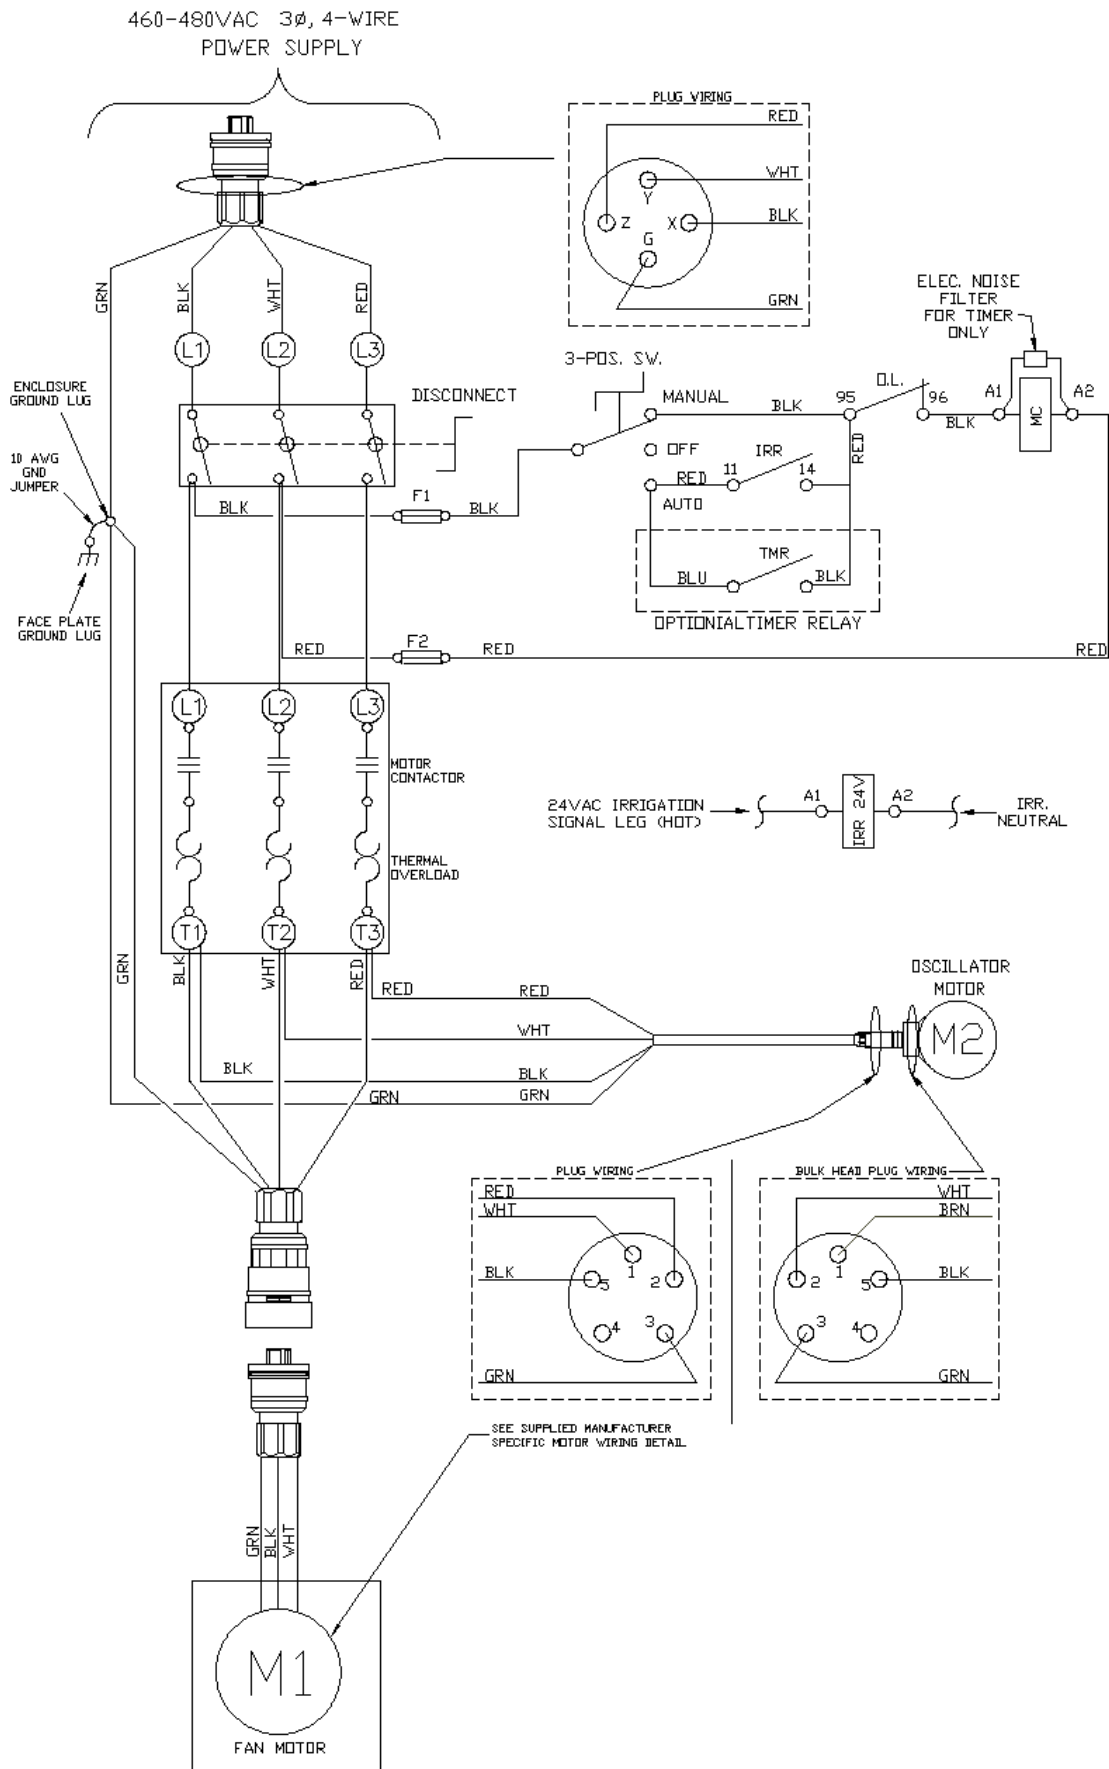 460-480VAC 3ø, 4-WIRE
POWER SUPPLY
PLUG WIRING
RED
WHT
BLK
GRN
Y
Z
X
G
GRN
BLK
WHT
RED
L1
L2
L3
ENCLOSURE
GROUND LUG
10 AWG
GND
JUMPER
FACE PLATE
GROUND LUG
DISCONNECT
3-POS. SW.
MANUAL
OFF
AUTO
BLK
F1
BLK
BLK
95
O.L.
96
BLK
ELEC. NOISE
FILTER
FOR TIMER
ONLY
A1
MC
A2
RED
RED
11
IRR
14
BLU
TMR
BLK
OPTIONIALTIMER RELAY
RED
F2
RED
RED
L1
L2
L3
MOTOR
CONTACTOR
THERMAL
OVERLOAD
T1
T2
T3
24VAC IRRIGATION
SIGNAL LEG (HOT)
A1
IRR 24V
A2
IRR.
NEUTRAL
GRN
BLK
WHT
RED
RED
RED
WHT
BLK
BLK
GRN
GRN
OSCILLATOR
MOTOR
M2
PLUG WIRING
RED
WHT
BLK
GRN
1
2
5
4
3
BULK HEAD PLUG WIRING
WHT
BRN
BLK
GRN
1
2
5
3
4
SEE SUPPLIED MANUFACTURER
SPECIFIC MOTOR WIRING DETAIL
GRN
BLK
WHT
M1
FAN MOTOR